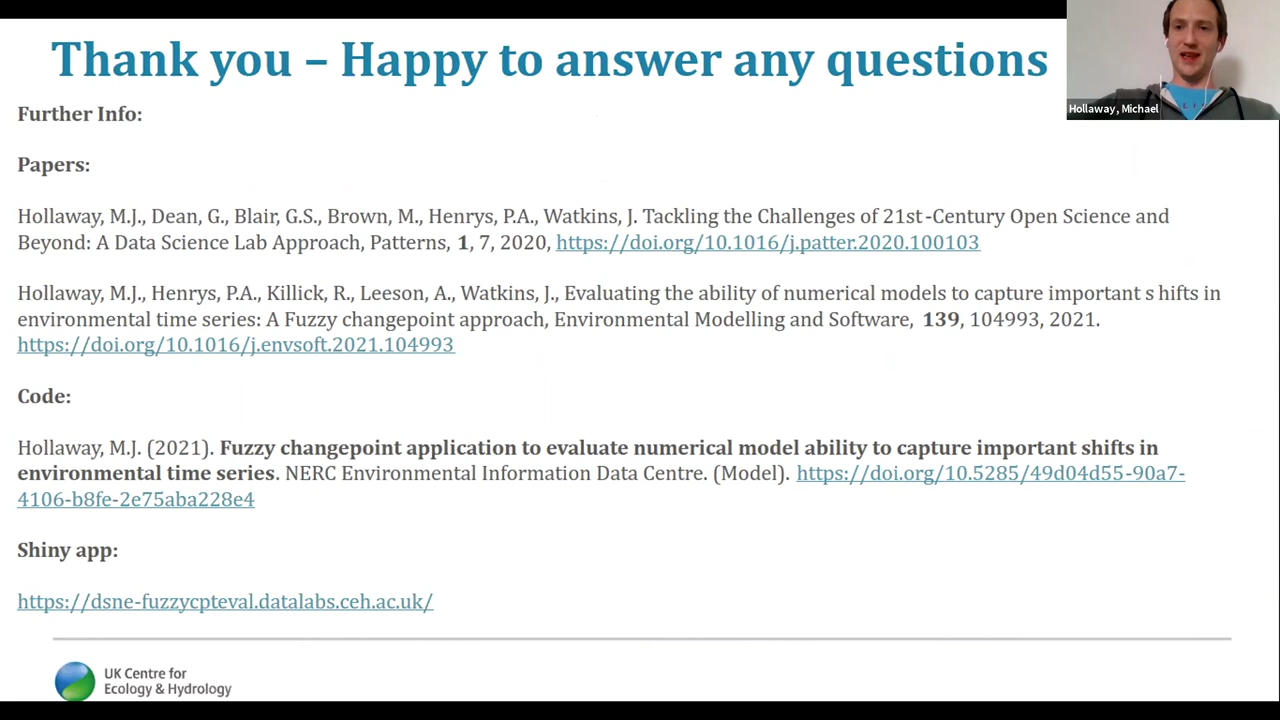 Thank you – Happy to answer any questions
Hollaway, Michael
Further Info:
Papers:
Hollaway, M.J., Dean, G., Blair, G.S., Brown, M., Henrys, P.A., Watkins, J. Tackling the Challenges of 21st-Century Open Science and
Beyond: A Data Science Lab Approach, Patterns, 1, 7, 2020, https://doi.org/10.1016/j.patter.2020.100103
Hollaway, M.J., Henrys, P.A., Killick, R., Leeson, A., Watkins, J., Evaluating the ability of numerical models to capture important s hifts in
environmental time series: A Fuzzy changepoint approach, Environmental Modelling and Software, 139, 104993, 2021.
https://doi.org/10.1016/j.envsoft.2021.104993
Code:
Hollaway, M.J. (2021). Fuzzy changepoint application to evaluate numerical model ability to capture important shifts in
environmental time series. NERC Environmental Information Data Centre. (Model). https://doi.org/10.5285/49d04d55-90a7-
4106-b8fe-2e75aba228e4
Shiny app:
https://dsne-fuzzycpteval.datalabs.ceh.ac.uk/
UK Centre for
Ecology & Hydrology